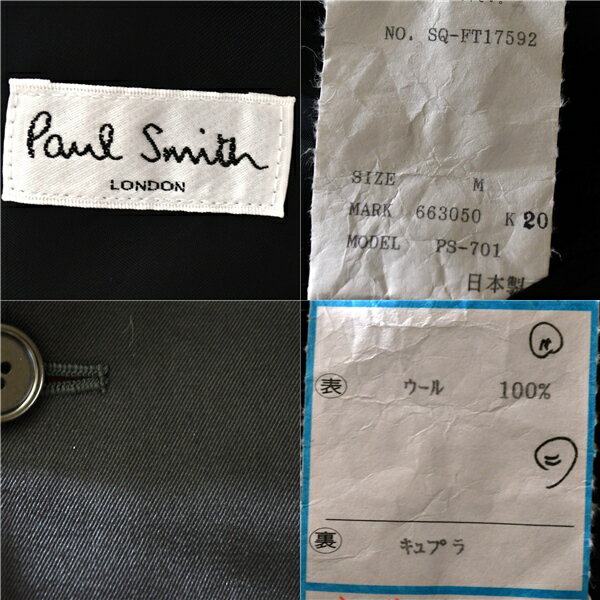 Paul Smith
LONDON
NO. SQ-FT17592
SIZE M
MARK 663050 K 20
MODEL PS-701
日本製
表 ウール 100%
裏 キュプラ